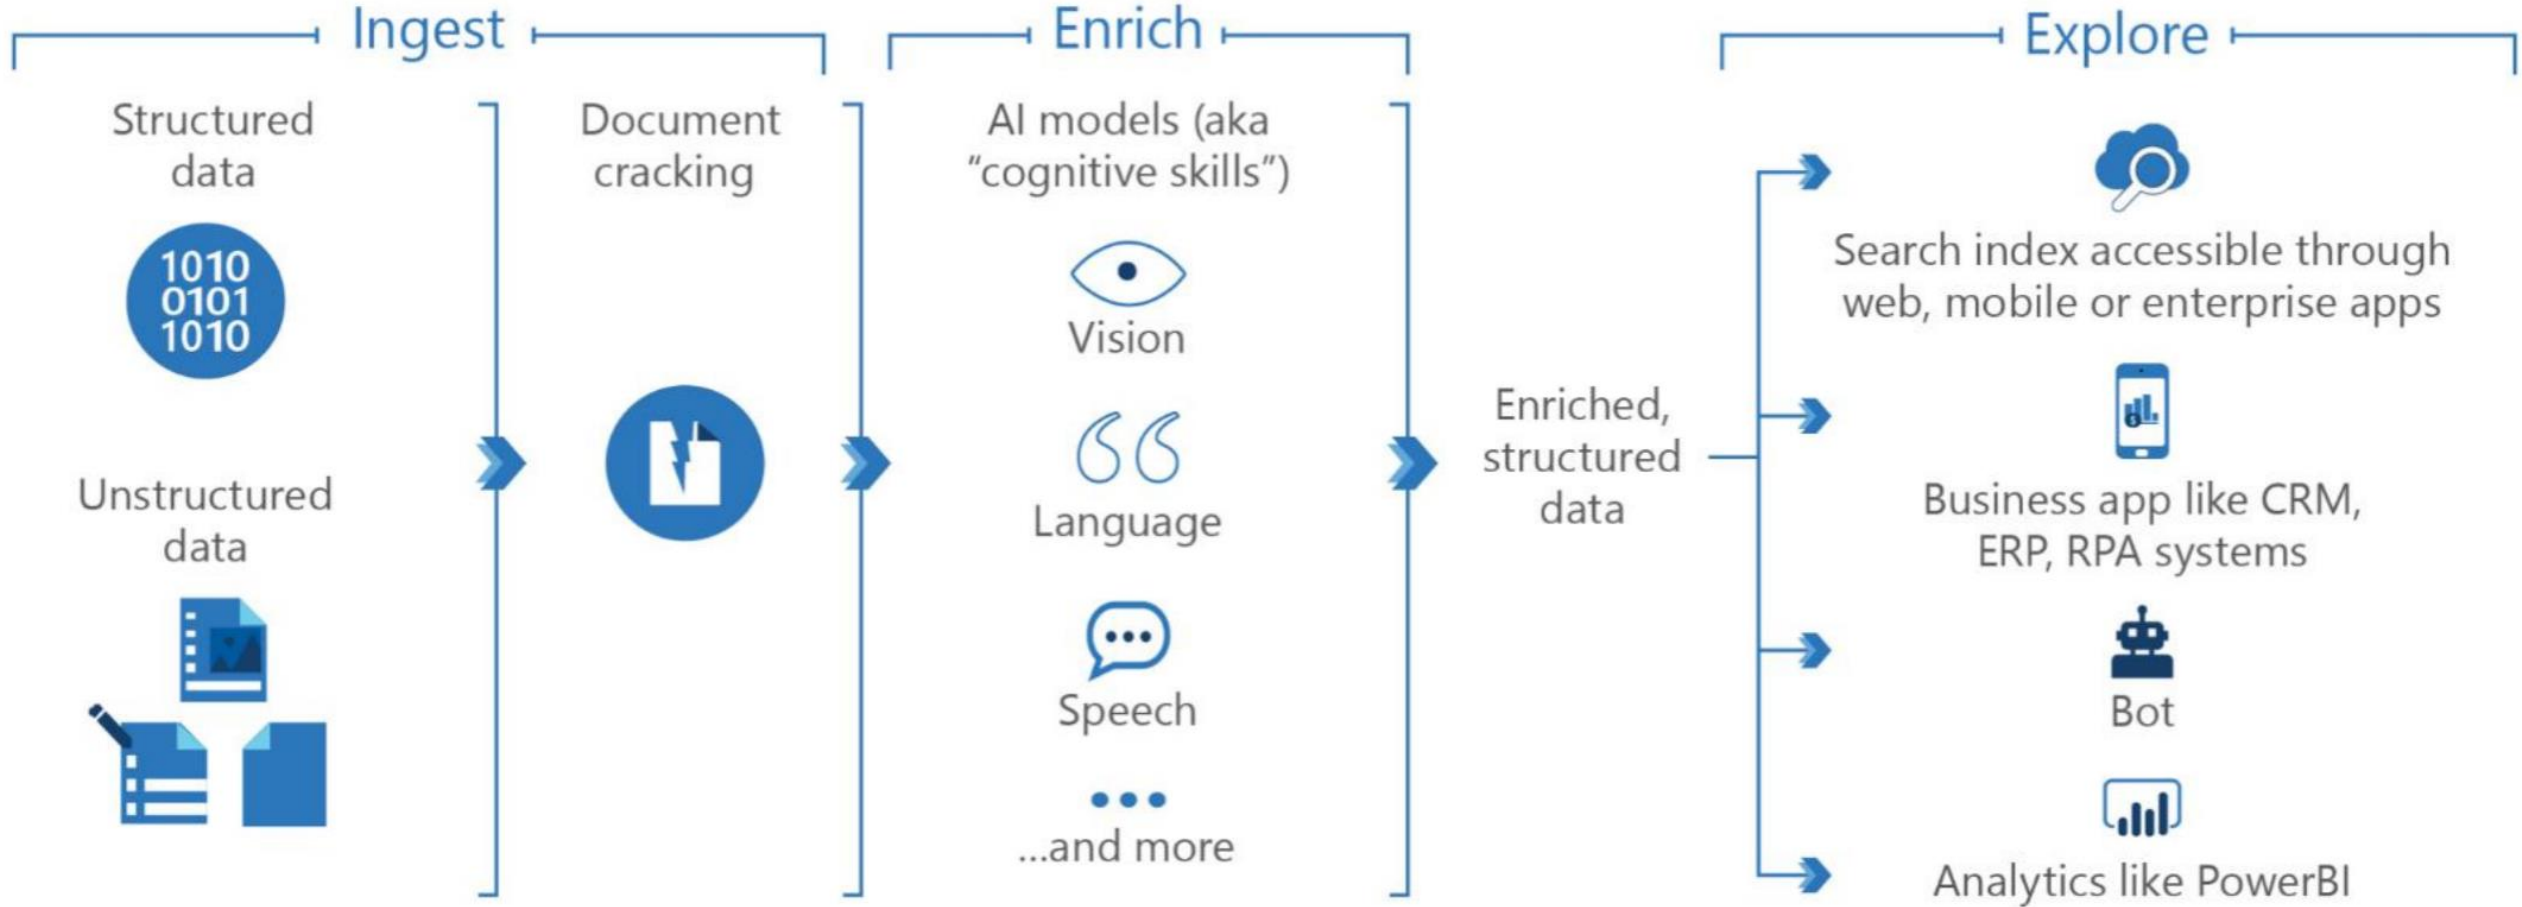 Ingest
Enrich
Explore
Structured
data
1010
0101
1010
Unstructured
data
Document
cracking
AI models (aka
“cognitive skills”)
Vision
Language
Speech
...and more
Enriched,
structured
data
Search index accessible through
web, mobile or enterprise apps
Business app like CRM,
ERP, RPA systems
Bot
Analytics like PowerBI